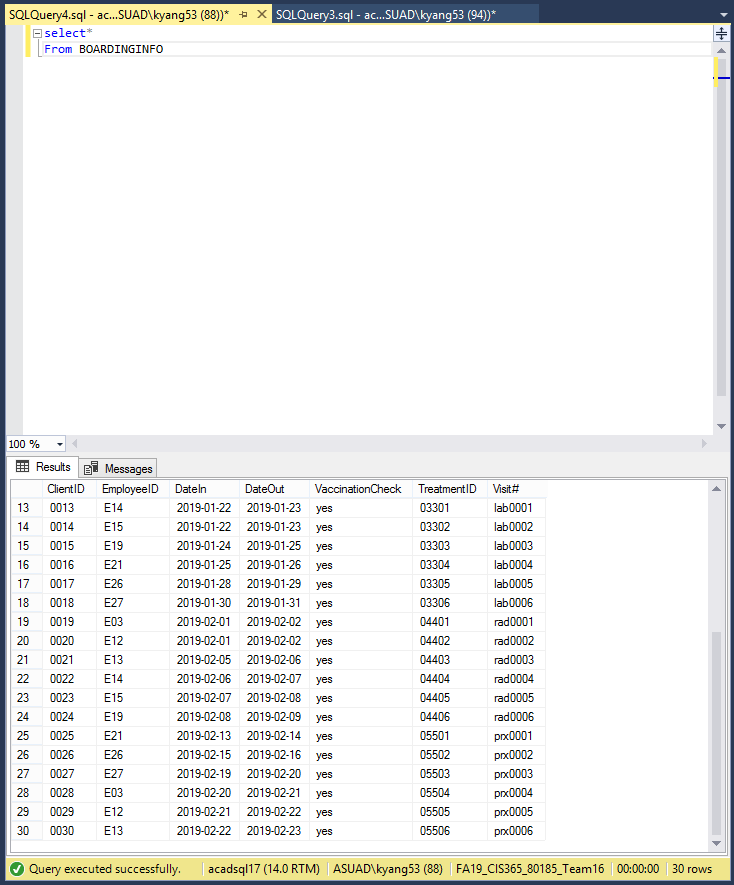 SQLQuery4.sql - ac...SUAD\kyang53 (88))* SQLQuery3.sql - ac...SUAD\kyang53 (94))*
select*
From BOARDINGINFO
100 %
Results Messages
ClientID EmployeeID DateIn DateOut VaccinationCheck TreatmentID Visit#
13 0013 E14 2019-01-22 2019-01-23 yes 03301 lab0001
14 0014 E15 2019-01-22 2019-01-23 yes 03302 lab0002
15 0015 E19 2019-01-24 2019-01-25 yes 03303 lab0003
16 0016 E21 2019-01-25 2019-01-26 yes 03304 lab0004
17 0017 E26 2019-01-28 2019-01-29 yes 03305 lab0005
18 0018 E27 2019-01-30 2019-01-31 yes 03306 lab0006
19 0019 E03 2019-02-01 2019-02-02 yes 04401 rad0001
20 0020 E12 2019-02-01 2019-02-02 yes 04402 rad0002
21 0021 E13 2019-02-05 2019-02-06 yes 04403 rad0003
22 0022 E14 2019-02-06 2019-02-07 yes 04404 rad0004
23 0023 E15 2019-02-07 2019-02-08 yes 04405 rad0005
24 0024 E19 2019-02-08 2019-02-09 yes 04406 rad0006
25 0025 E21 2019-02-13 2019-02-14 yes 05501 prx0001
26 0026 E26 2019-02-15 2019-02-16 yes 05502 prx0002
27 0027 E27 2019-02-19 2019-02-20 yes 05503 prx0003
28 0028 E03 2019-02-20 2019-02-21 yes 05504 prx0004
29 0029 E12 2019-02-21 2019-02-22 yes 05505 prx0005
30 0030 E13 2019-02-22 2019-02-23 yes 05506 prx0006
Query executed successfully. acadsql17 (14.0 RTM) ASUAD\kyang53 (88) FA19_CIS365_80185_Team16 00:00:00 30 rows